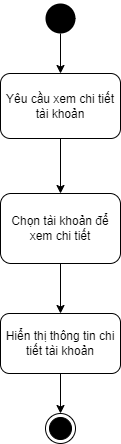 Yêu cầu xem chi tiết
tài khoản
Chọn tài khoản để
xem chi tiết
Hiển thị thông tin chi
tiết tài khoản